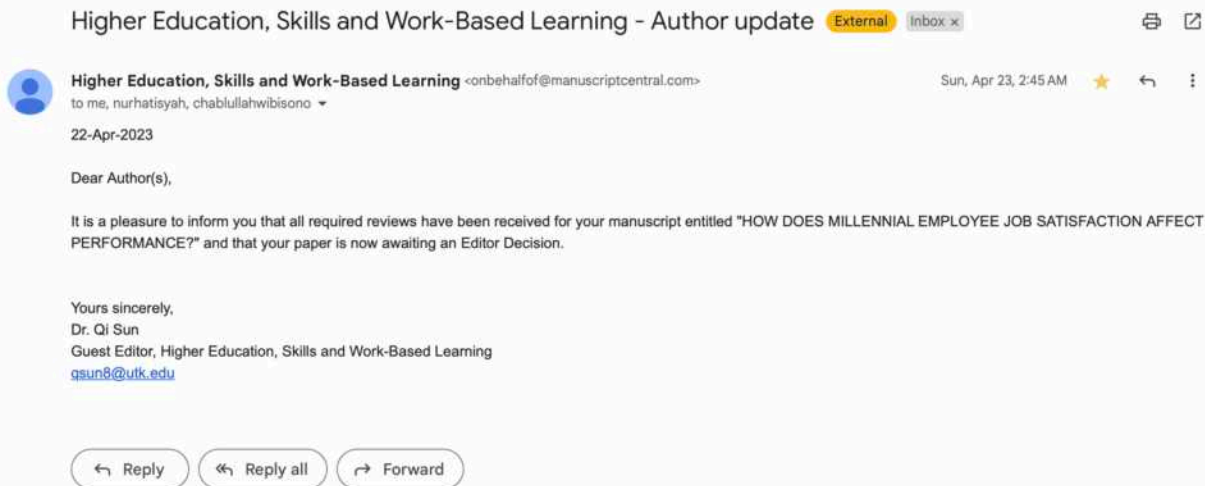 Higher Education, Skills and Work-Based Learning - Author update External Inbox x
Higher Education, Skills and Work-Based Learning <onbehalfof@manuscriptcentral.com> Sun, Apr 23, 2:45 AM
to me, nurhatisyah, chablullahwibisono
22-Apr-2023
Dear Author(s),
It is a pleasure to inform you that all required reviews have been received for your manuscript entitled "HOW DOES MILLENNIAL EMPLOYEE JOB SATISFACTION AFFECT
PERFORMANCE?" and that your paper is now awaiting an Editor Decision.
Yours sincerely,
Dr. Qi Sun
Guest Editor, Higher Education, Skills and Work-Based Learning
qsun8@utk.edu
Reply Reply all Forward